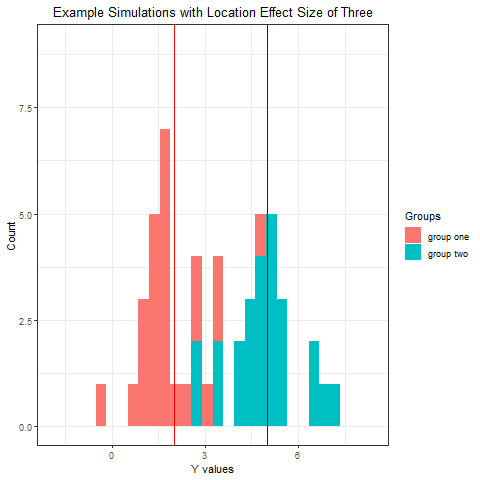 Example Simulations with Location Effect Size of Three
7.5
5.0
2.5
0.0
Count
0
3
6
Y values
Groups
group one
group two